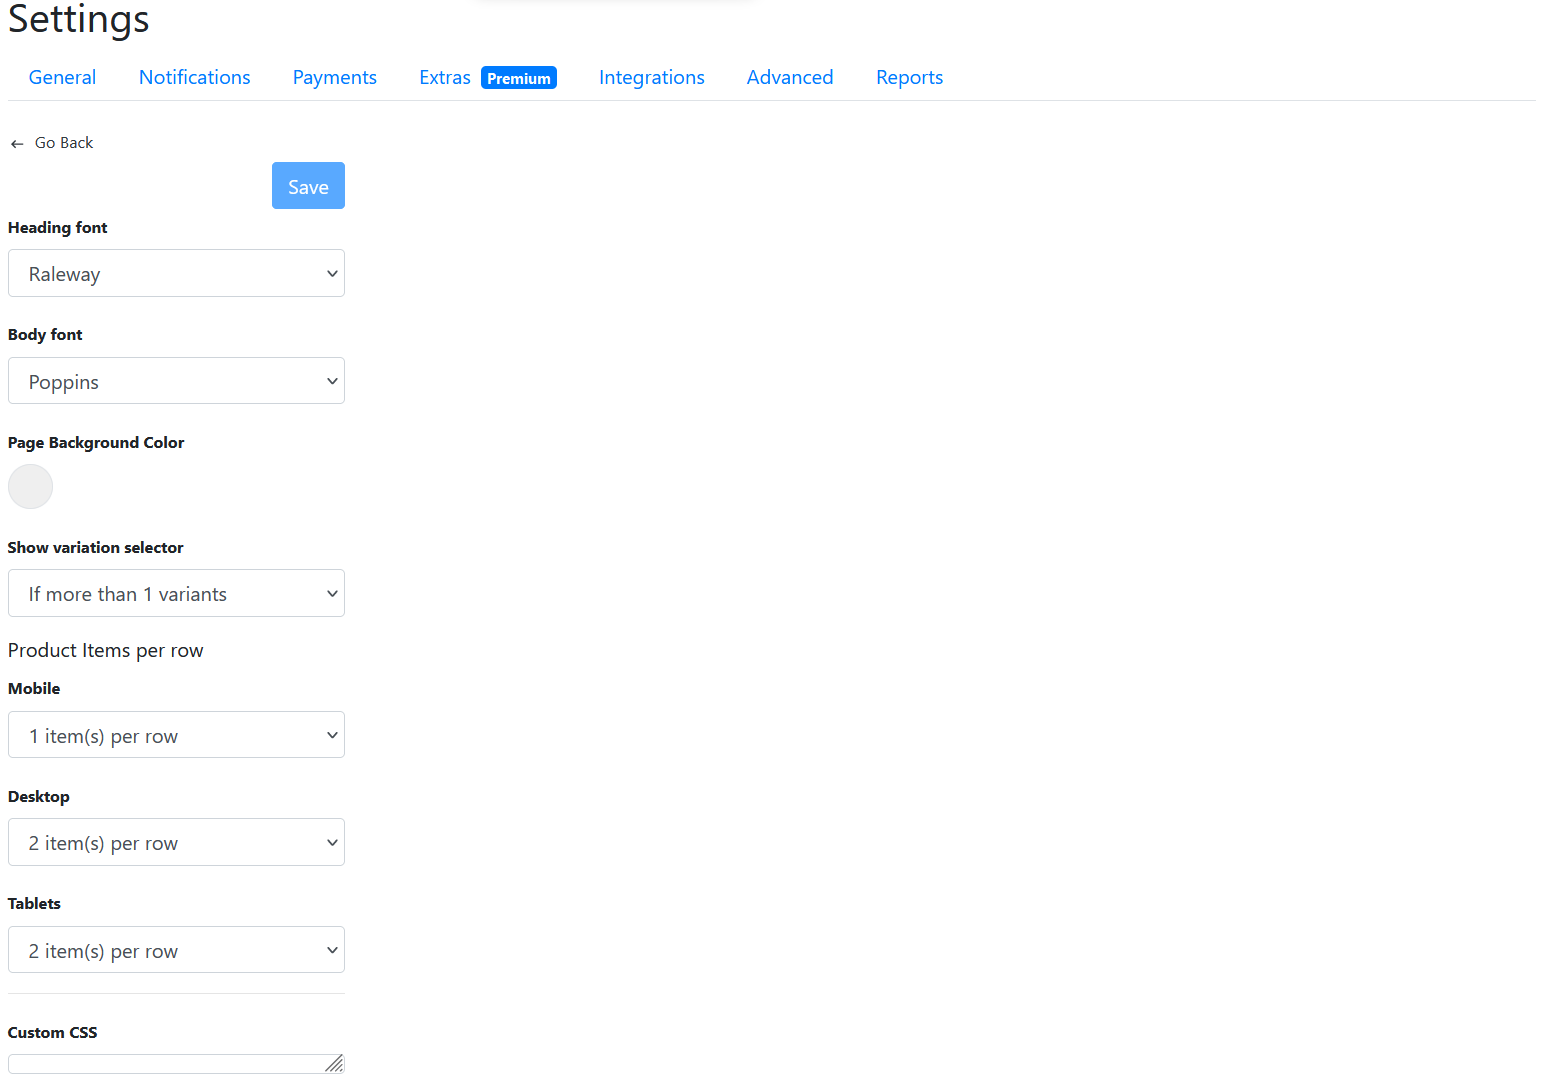 Settings
General Notifications Payments Extras Premium Integrations Advanced Reports
← Go Back
Save
Heading font
Raleway
Body font
Poppins
Page Background Color
Show variation selector
If more than 1 variants
Product Items per row
Mobile
1 item(s) per row
Desktop
2 item(s) per row
Tablets
2 item(s) per row
Custom CSS